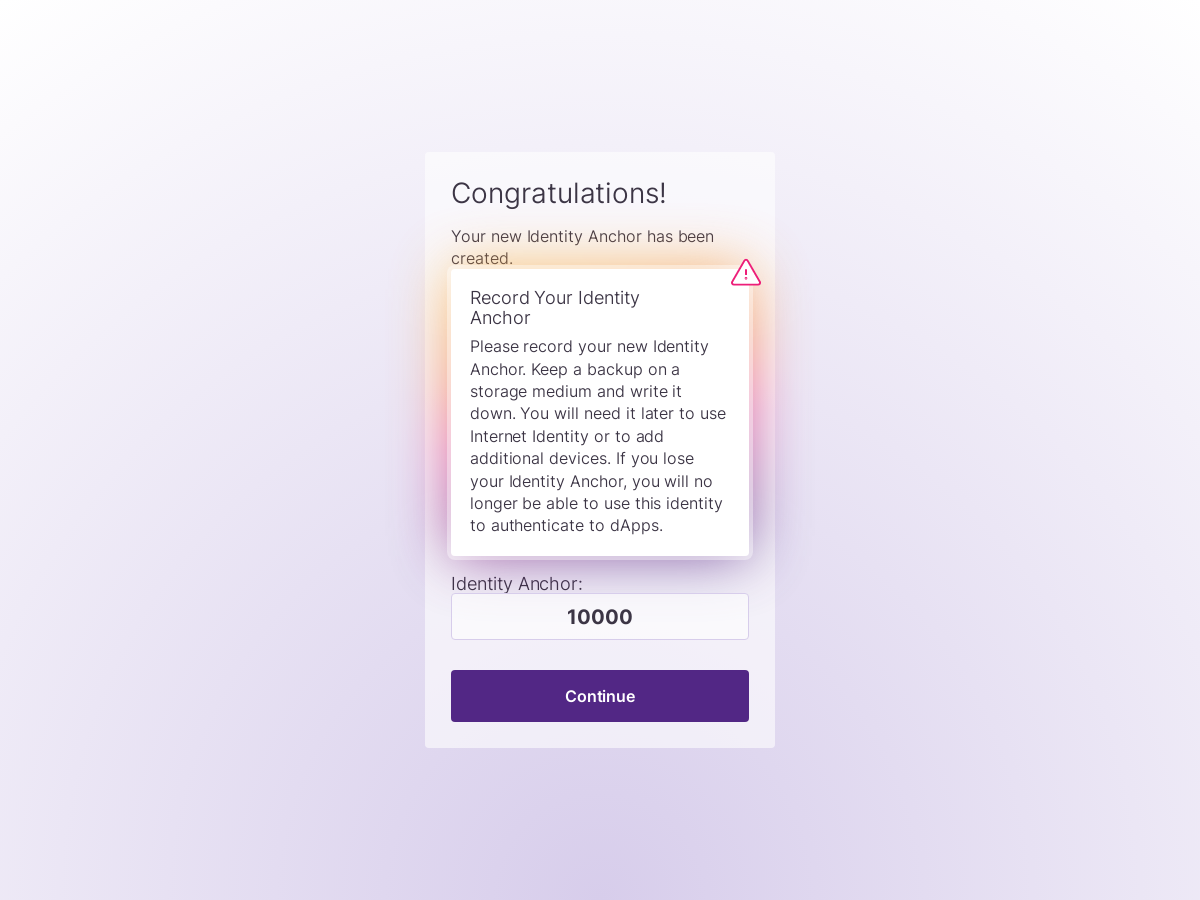 Congratulations!
Your new Identity Anchor has been
created.
Record Your Identity
Anchor
Please record your new Identity
Anchor. Keep a backup on a
storage medium and write it
down. You will need it later to use
Internet Identity or to add
additional devices. If you lose
your Identity Anchor, you will no
longer be able to use this identity
to authenticate to dApps.
Identity Anchor:
10000
Continue